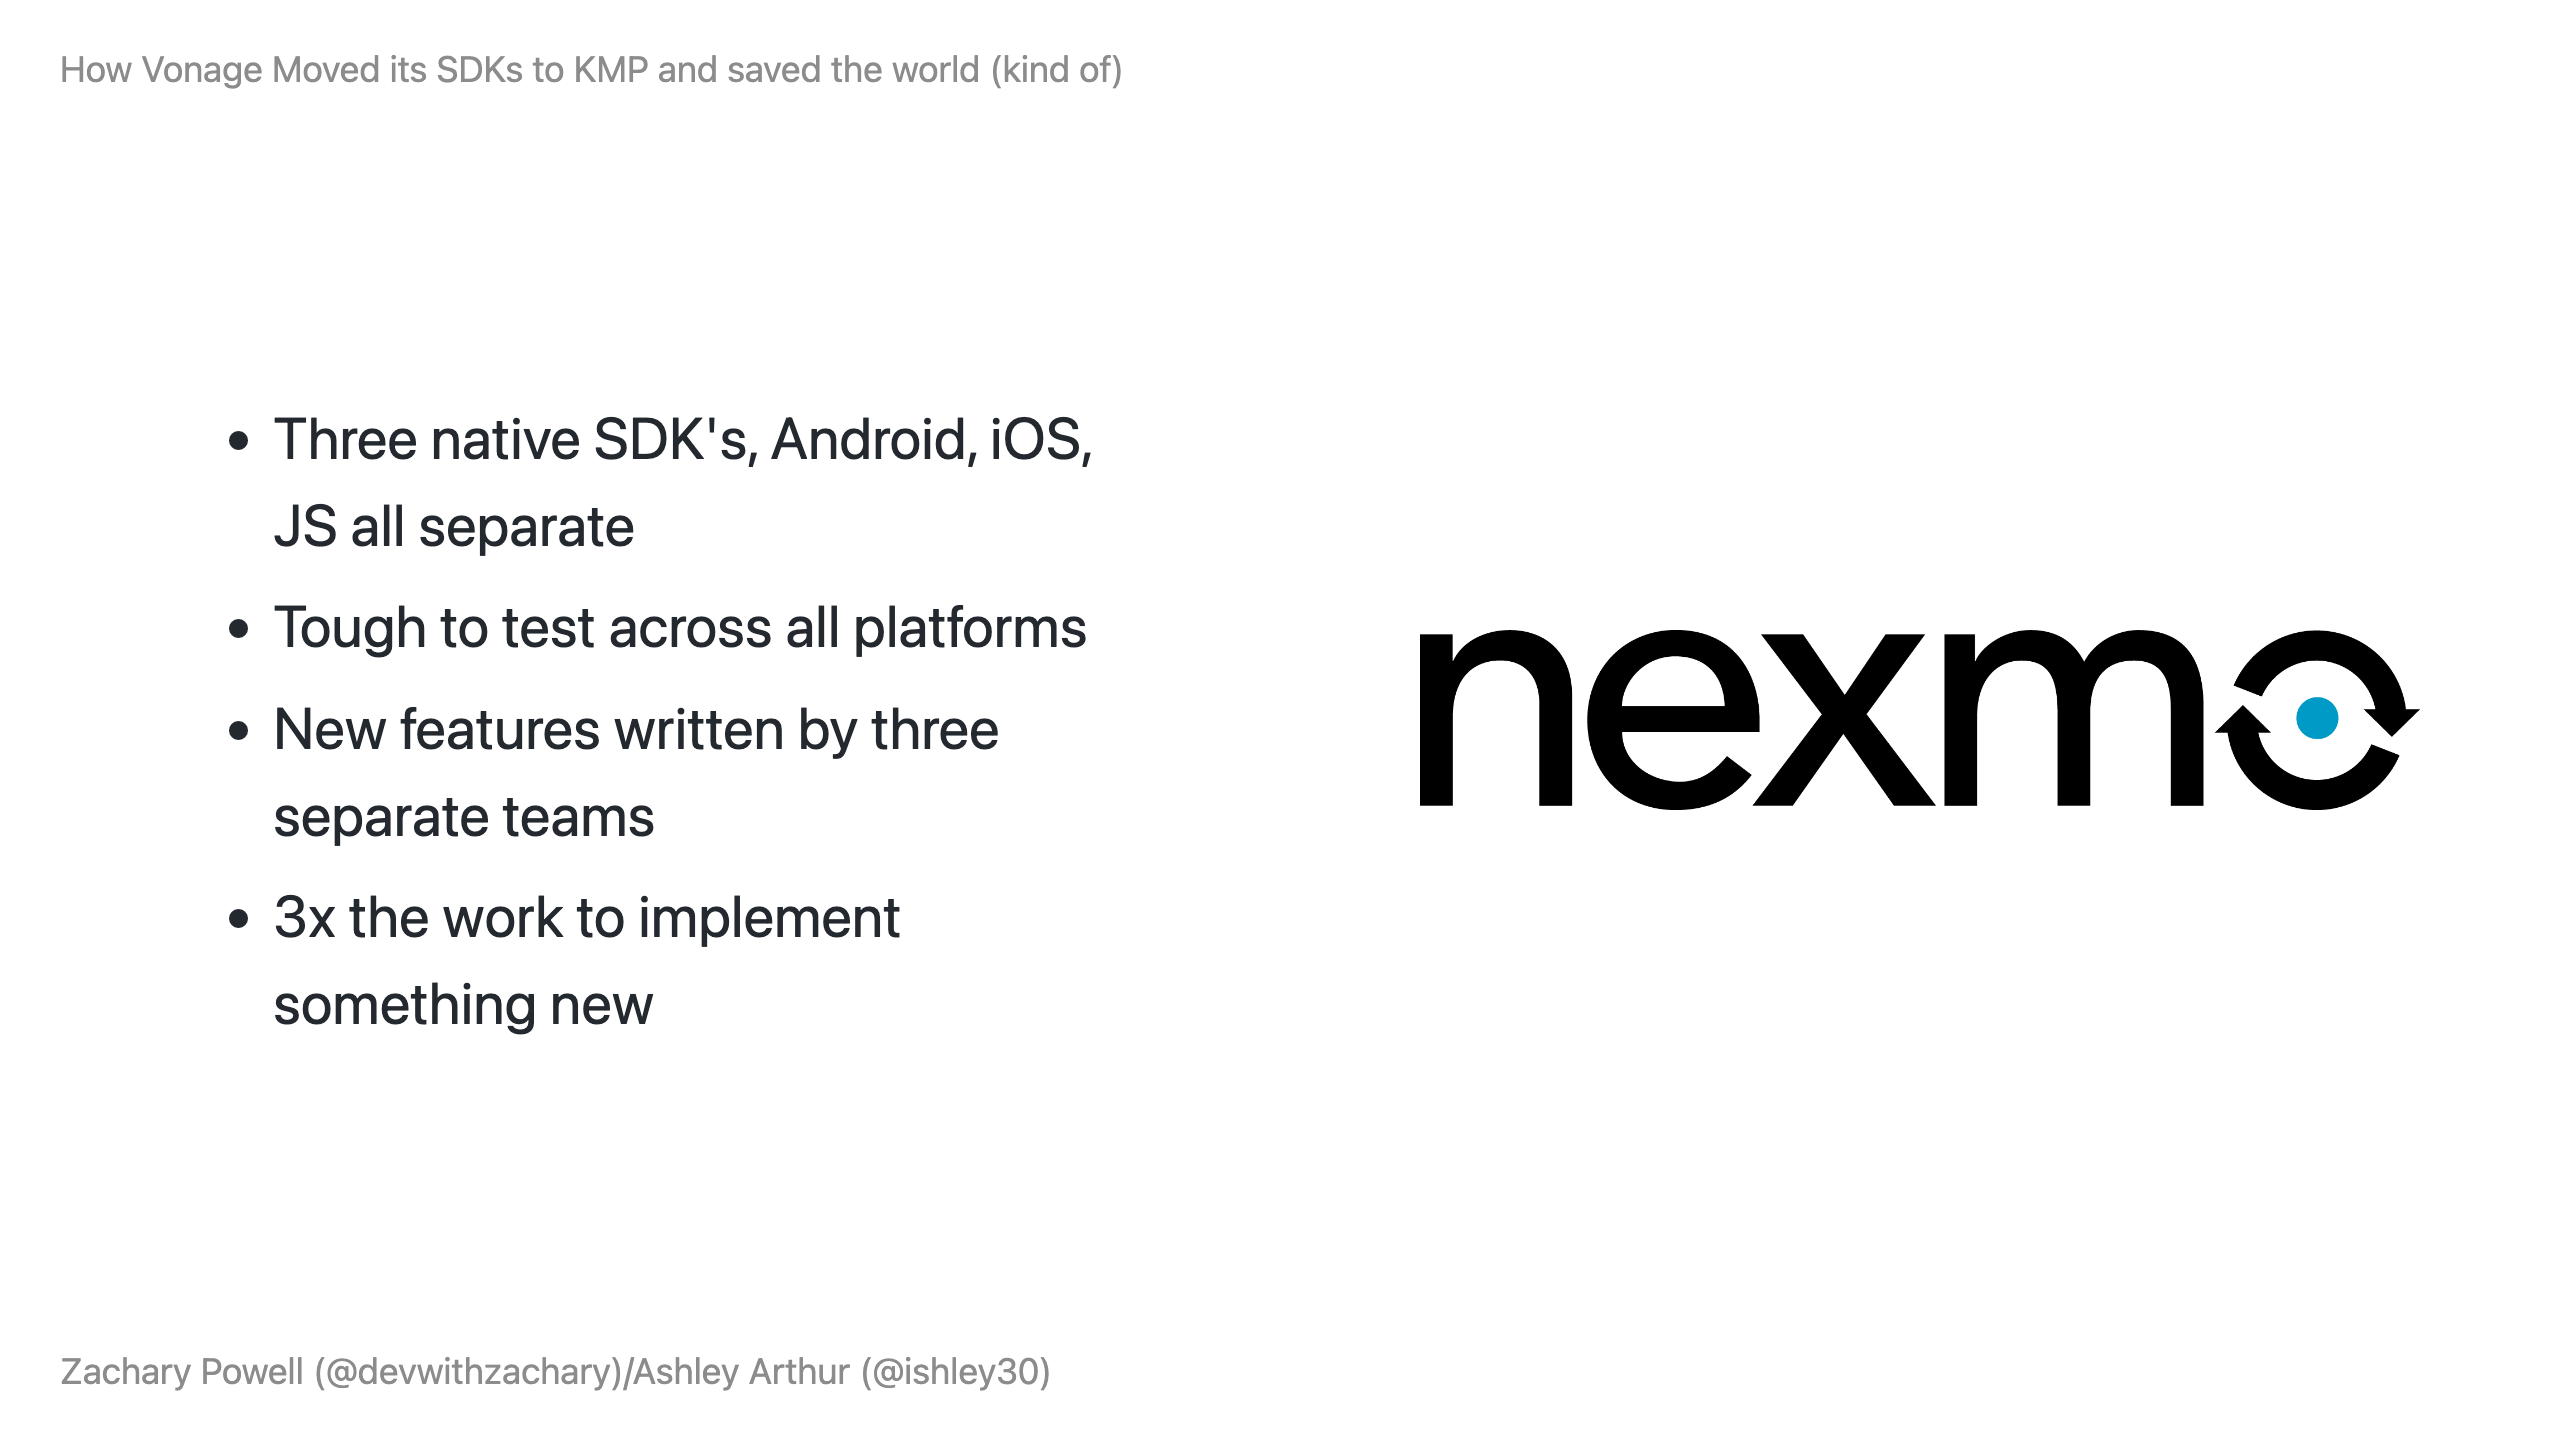 How Vonage Moved its SDKs to KMP and saved the world (kind of)
• Three native SDK's, Android, iOS,
JS all separate
• Tough to test across all platforms
• New features written by three
separate teams
• 3x the work to implement
something new
nexmo
Zachary Powell (@devwithzachary)/Ashley Arthur (@ishley30)